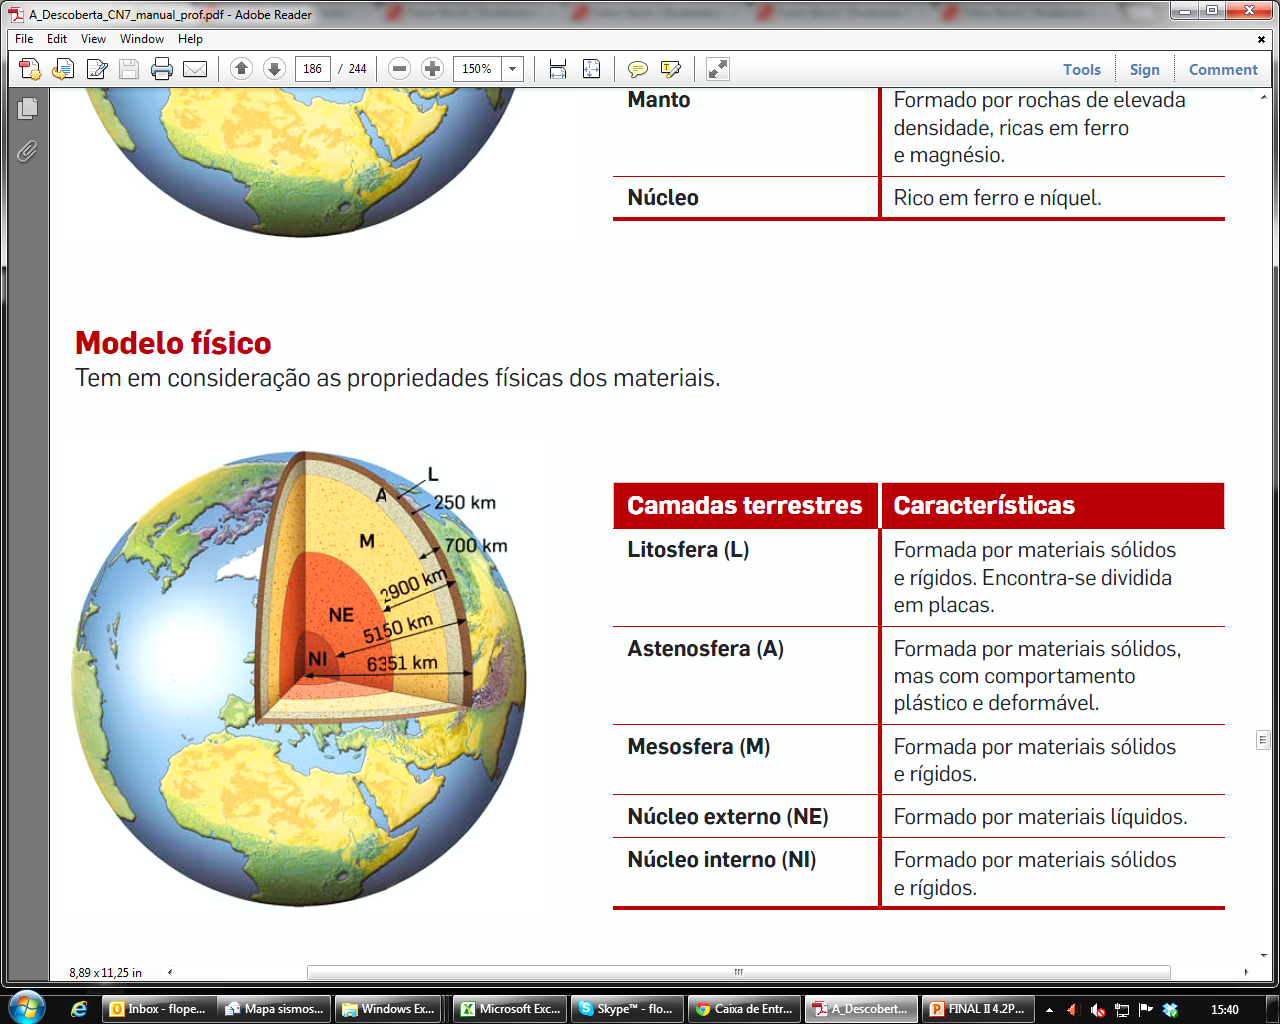 A_Descoberta_CN7_manual_prof.pdf - Adobe Reader
File Edit View Window Help
186 / 244 150% Tools Sign Comment
Manto
Formado por rochas de elevada
densidade, ricas em ferro
e magnésio.
Núcleo
Rico em ferro e níquel.
Modelo físico
Tem em consideração as propriedades físicas dos materiais.
L
A
250 km
M
700 km
2900 km
NE
5150 km
NI
6351 km
Camadas terrestres Características
Litosfera (L)
Formada por materiais sólidos
e rígidos. Encontra-se dividida
em placas.
Astenosfera (A)
Formada por materiais sólidos,
mas com comportamento
plástico e deformável.
Mesosfera (M)
Formada por materiais sólidos
e rígidos.
Núcleo externo (NE)
Formado por materiais líquidos.
Núcleo interno (NI)
Formado por materiais sólidos
e rígidos.
8,89 x 11,25 in
Inbox - flope... Mapa sismos... Windows Ex... Microsoft Exc... Skype™ - flo... Caixa de Entr... A_Descobert... FINAL II 4.2P... 15:40